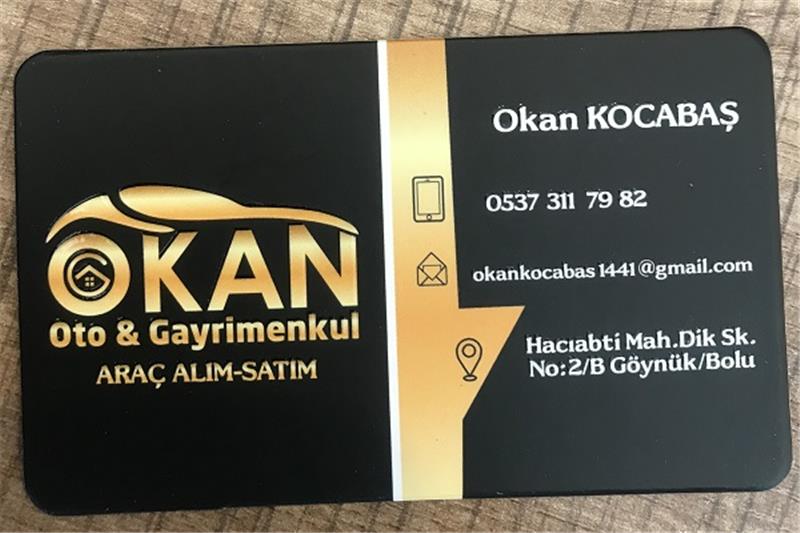 OKAN
Oto & Gayrimenkul
ARAÇ ALIM-SATIM
Okan KOCABAŞ
0537 311 79 82
okankocabas1441@gmail.com
Hacıabti Mah.Dik Sk.
No:2/B Göynük/Bolu